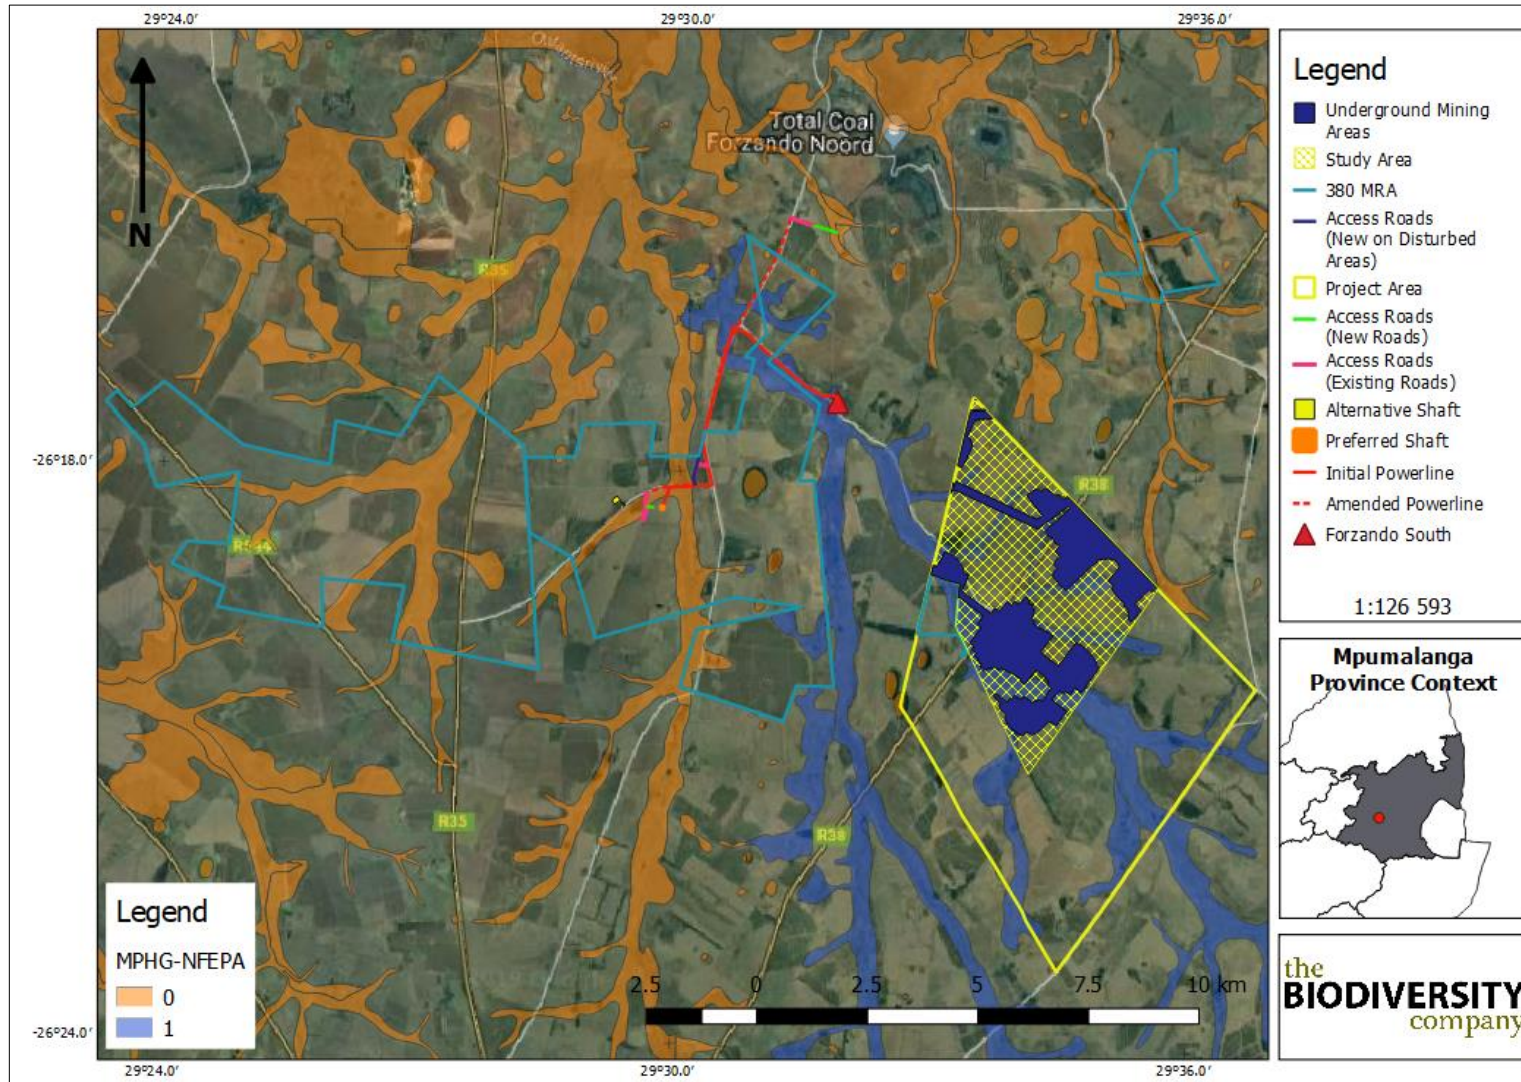 29°24.0′
29°30.0′
29°36.0′
N
Total Coal
Forzando Noord
R35
-26°18.0′
R38
R35
R38
-26°24.0′
2.5 0 2.5 5 7.5 10 km
29°24.0′
29°30.0′
29°36.0′
Legend
MPHG-NFEPA
0
1
Legend
Underground Mining
Areas
Study Area
380 MRA
Access Roads
(New on Disturbed
Areas)
Project Area
Access Roads
(New Roads)
Access Roads
(Existing Roads)
Alternative Shaft
Preferred Shaft
Initial Powerline
Amended Powerline
Forzando South
1:126 593
Mpumalanga
Province Context
the
BIODIVERSITY
company